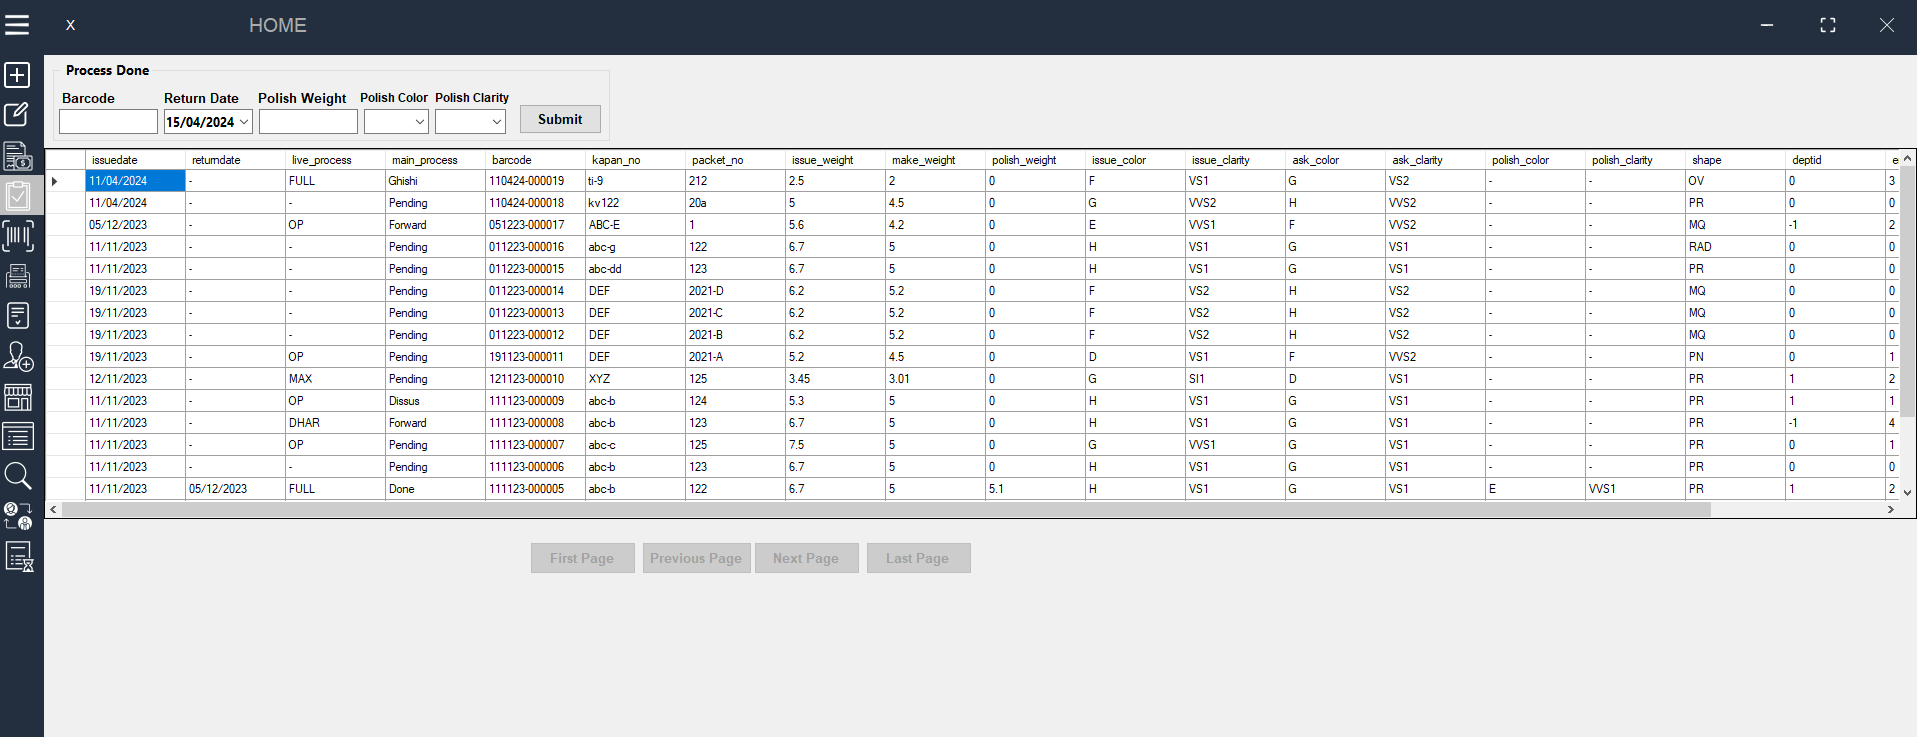 X HOME
Process Done
Barcode Return Date Polish Weight Polish Color Polish Clarity
15/04/2024 Submit
issuedate returndate live_process main_process barcode kapan_no packet_no issue_weight make_weight polish_weight issue_color issue_clarity ask_color ask_clarity polish_color polish_clarity shape deptid e
11/04/2024 - FULL Ghishi 110424-000019 ti-9 212 2.5 2 0 F VS1 G VS2 - - OV 0 3
11/04/2024 - - Pending 110424-000018 kv122 20a 5 4.5 0 G VVS2 H VVS2 - - PR 0 0
05/12/2023 - OP Forward 051223-000017 ABC-E 1 5.6 4.2 0 E VVS1 F VVS2 - - MQ -1 2
11/11/2023 - - Pending 011223-000016 abc-g 122 6.7 5 0 H VS1 G VS1 - - RAD 0 0
11/11/2023 - - Pending 011223-000015 abc-dd 123 6.7 5 0 H VS1 G VS1 - - PR 0 0
19/11/2023 - - Pending 011223-000014 DEF 2021-D 6.2 5.2 0 F VS2 H VS2 - - MQ 0 0
19/11/2023 - - Pending 011223-000013 DEF 2021-C 6.2 5.2 0 F VS2 H VS2 - - MQ 0 0
19/11/2023 - - Pending 011223-000012 DEF 2021-B 6.2 5.2 0 F VS2 H VS2 - - MQ 0 0
19/11/2023 - OP Pending 191123-000011 DEF 2021-A 5.2 4.5 0 D VS1 F VVS2 - - PN 0 1
12/11/2023 - MAX Pending 121123-000010 XYZ 125 3.45 3.01 0 G SI1 D VS1 - - PR 1 2
11/11/2023 - OP Dissus 111123-000009 abc-b 124 5.3 5 0 H VS1 G VS1 - - PR 1 1
11/11/2023 - DHAR Forward 111123-000008 abc-b 123 6.7 5 0 H VS1 G VS1 - - PR -1 4
11/11/2023 - OP Pending 111123-000007 abc-c 125 7.5 5 0 G VVS1 G VS1 - - PR 0 1
11/11/2023 - - Pending 111123-000006 abc-b 123 6.7 5 0 H VS1 G VS1 - - PR 0 0
11/11/2023 05/12/2023 FULL Done 111123-000005 abc-b 122 6.7 5 5.1 H VS1 G VS1 E VVS1 PR 1 2
First Page Previous Page Next Page Last Page